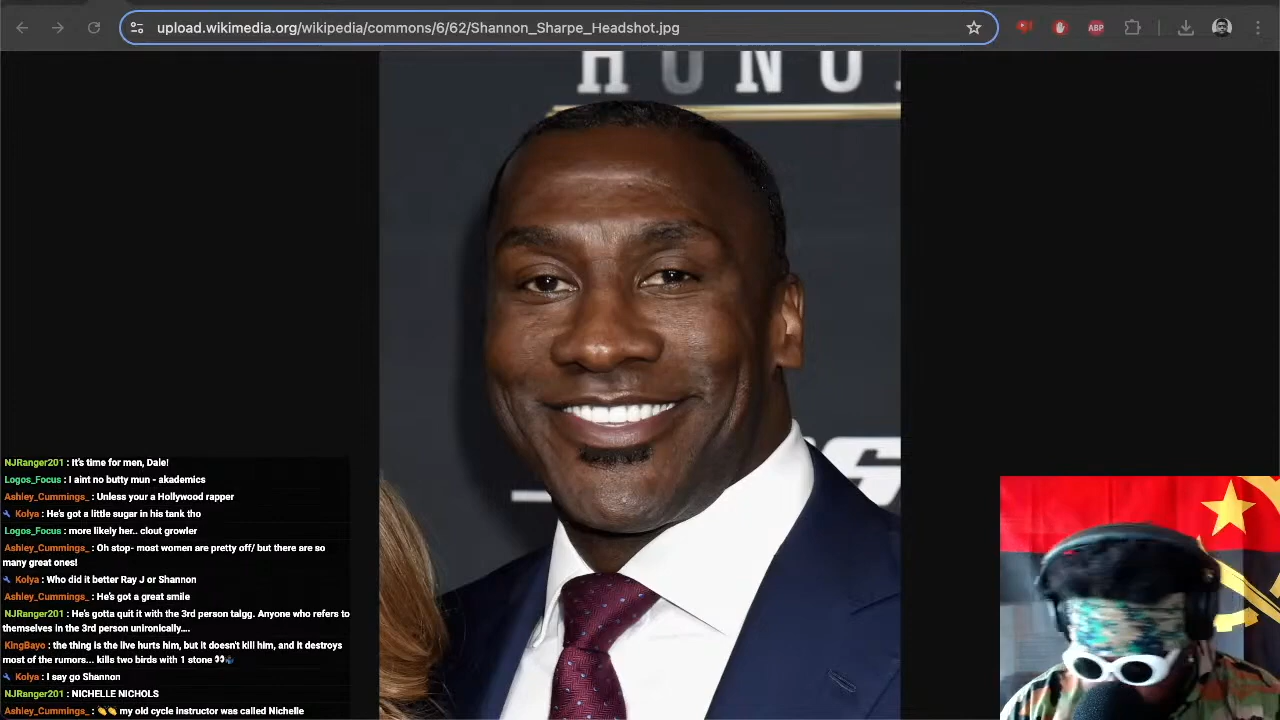 upload.wikimedia.org/wikipedia/commons/6/62/Shannon_Sharpe_Headshot.jpg
ABP
HONO
NJRanger201 : It's time for men, Dale!
Logos_Focus : I aint no butty mun - akademics
Ashley_Cummings_ : Unless your a Hollywood rapper
Kolya : He's got a little sugar in his tank tho
Logos_Focus : more likely her.. clout growler
Ashley_Cummings_ : Oh stop- most women are pretty off/ but there are so
many great ones!
Kolya : Who did it better Ray J or Shannon
Ashley_Cummings_ : He's got a great smile
NJRanger201 : He's gotta quit it with the 3rd person talgg. Anyone who refers to
themselves in the 3rd person unironically....
KingBayo : the thing is the live hurts him, but it doesn't kill him, and it destroys
most of the rumors... kills two birds with 1 stone 👀
Kolya : I say go Shannon
NJRanger201 : NICHELLE NICHOLS
Ashley_Cummings_ : 👏👏 my old cycle instructor was called Nichelle